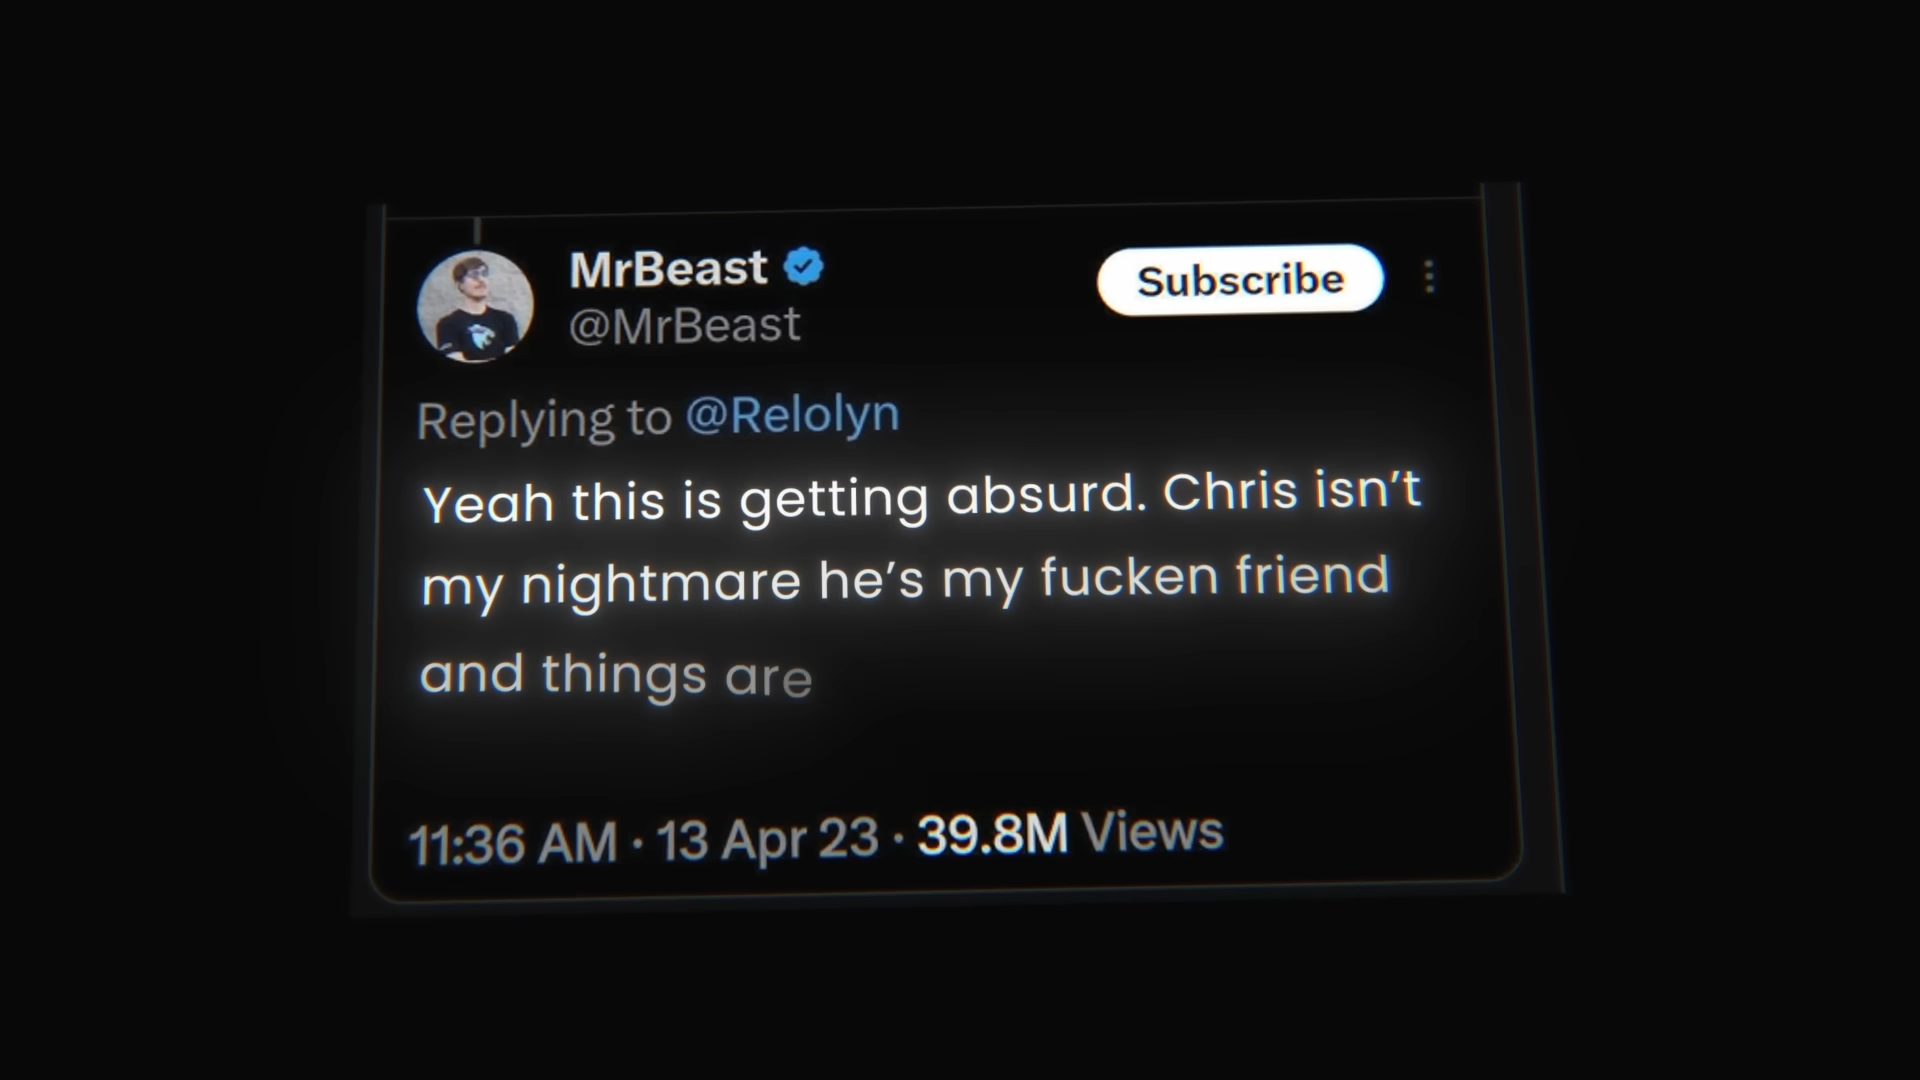 MrBeast
@MrBeast
Subscribe
Replying to @Relolyn
Yeah this is getting absurd. Chris isn’t
my nightmare he’s my fucken friend
and things are
11:36 AM · 13 Apr 23 · 39.8M Views